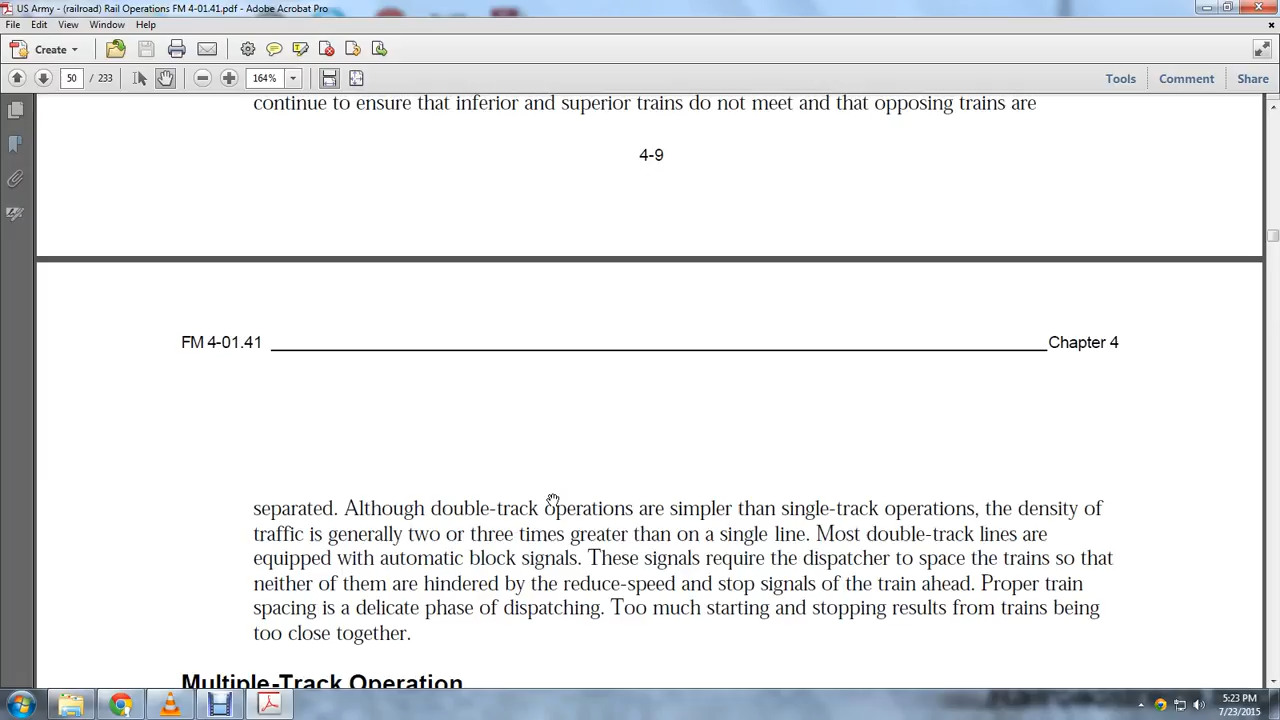 US Army - (railroad) Rail Operations FM 4-01.41.pdf - Adobe Acrobat Pro
File Edit View Window Help
Create
50 / 233
164%
Tools Comment Share
continue to ensure that inferior and superior trains do not meet and that opposing trains are
4-9
FM 4-01.41 Chapter 4
separated. Although double-track operations are simpler than single-track operations, the density of
traffic is generally two or three times greater than on a single line. Most double-track lines are
equipped with automatic block signals. These signals require the dispatcher to space the trains so that
neither of them are hindered by the reduce-speed and stop signals of the train ahead. Proper train
spacing is a delicate phase of dispatching. Too much starting and stopping results from trains being
too close together.
Multiple-Track Operation
5:23 PM
7/23/2015